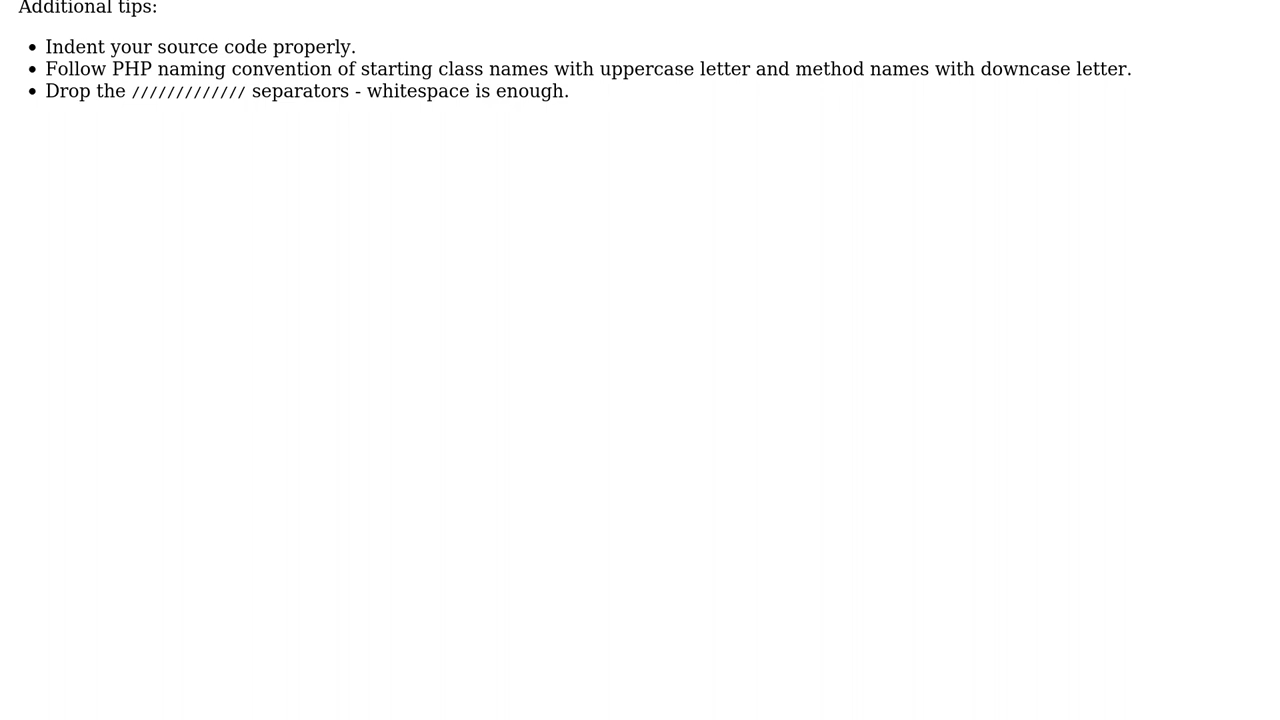 Additional tips:
• Indent your source code properly.
• Follow PHP naming convention of starting class names with uppercase letter and method names with downcase letter.
• Drop the ///////////// separators - whitespace is enough.